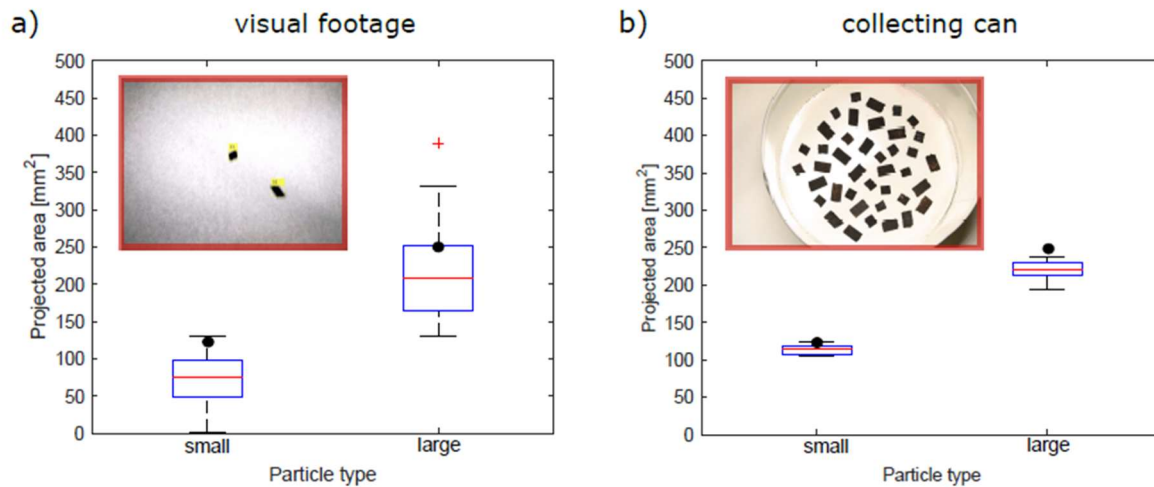 a) visual footage
500
450
400
350
300
250
200
150
100
50
0
Projected area [mm²]
small large
Particle type
b) collecting can
500
450
400
350
300
250
200
150
100
50
0
Projected area [mm²]
small large
Particle type